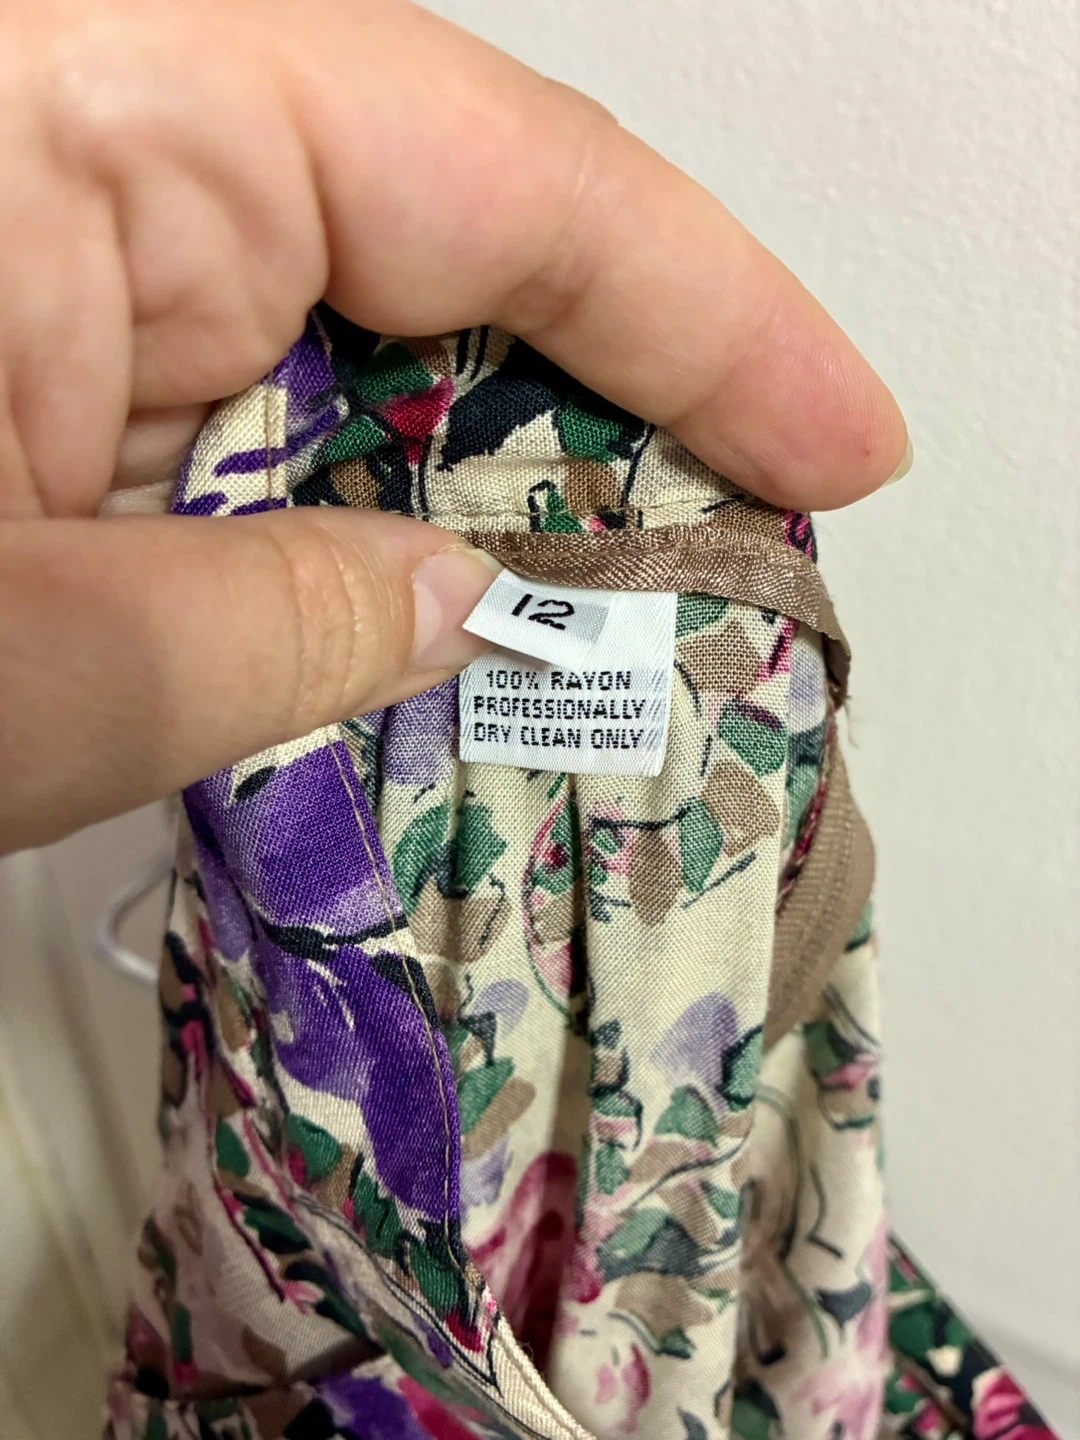 12
100% RAYON
PROFESSIONALLY
DRY CLEAN ONLY